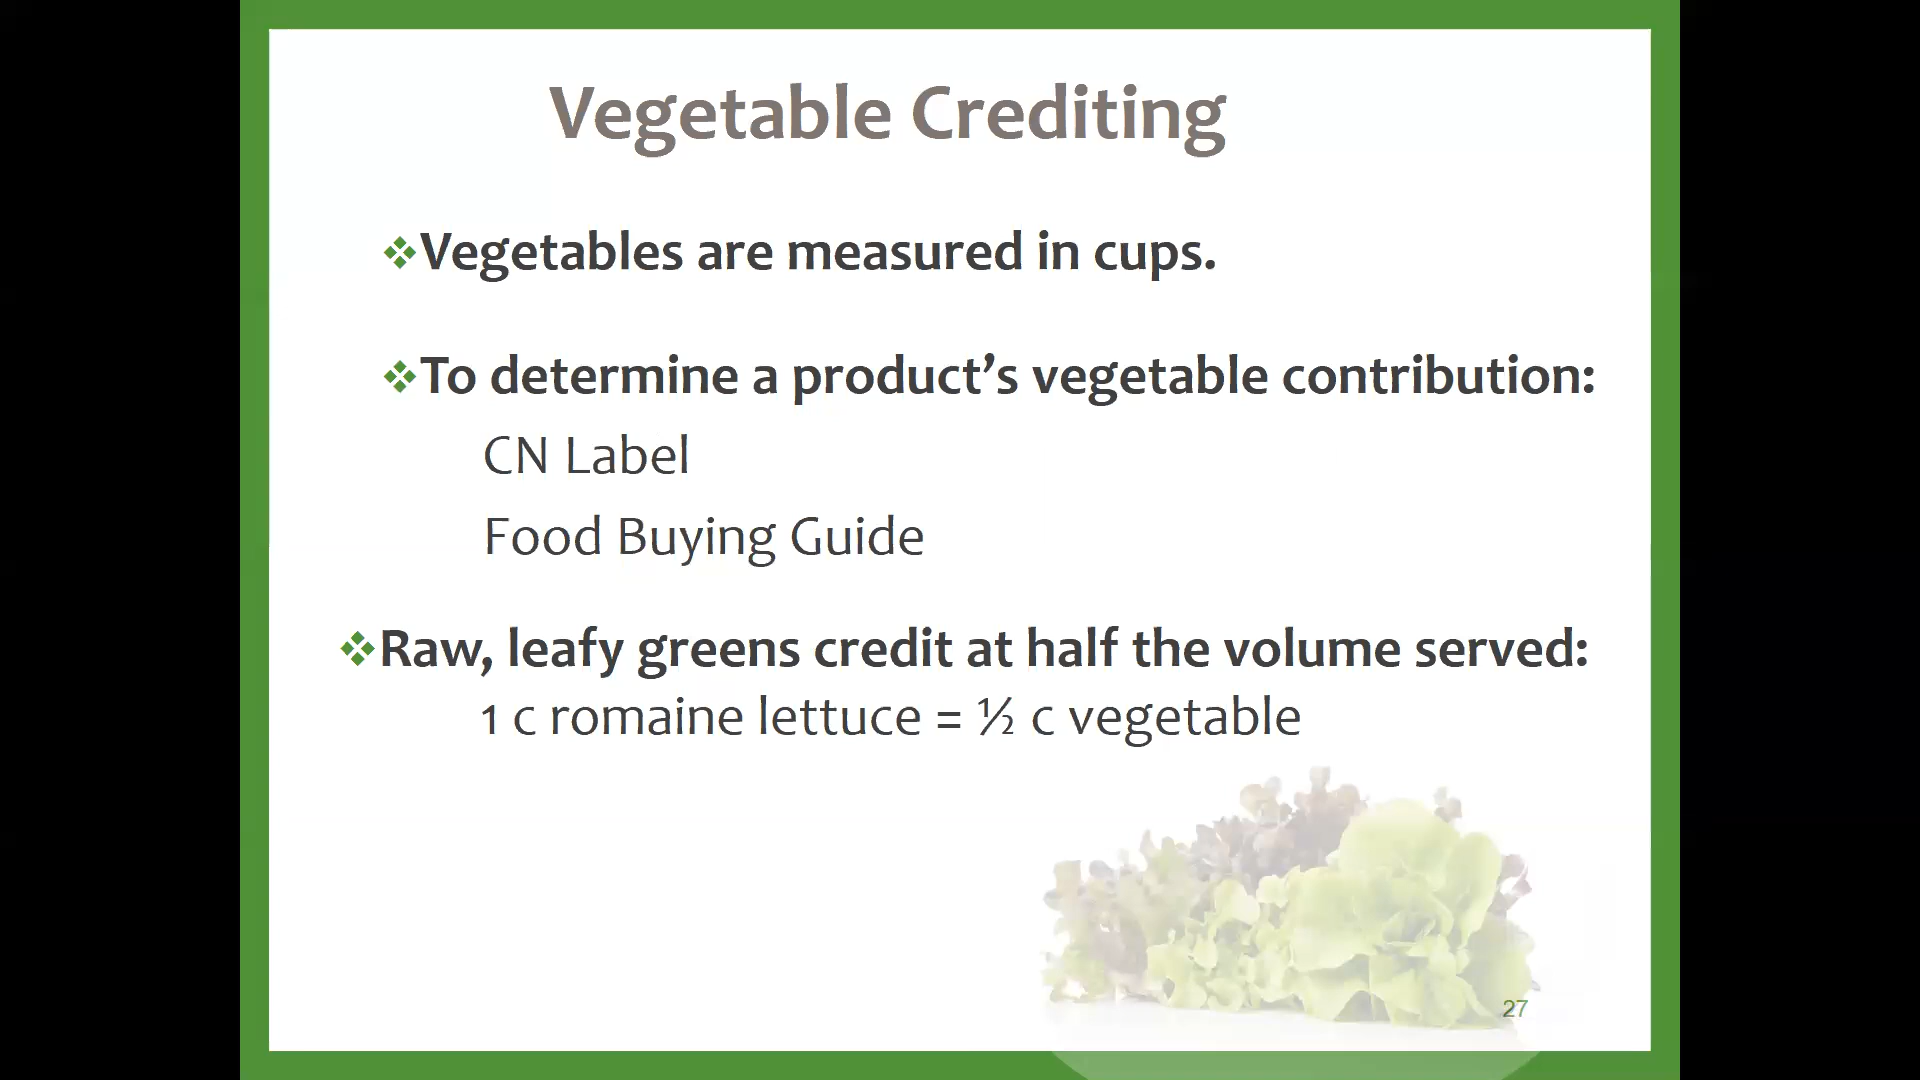 Vegetable Crediting
❖Vegetables are measured in cups.
❖To determine a product’s vegetable contribution:
CN Label
Food Buying Guide
❖Raw, leafy greens credit at half the volume served:
1 c romaine lettuce = ½ c vegetable
27